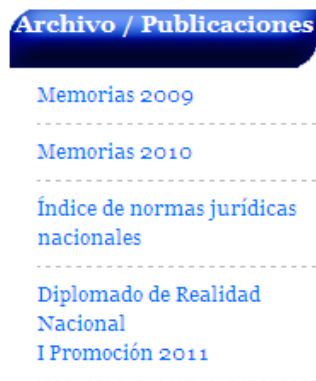 Archivo / Publicaciones
Memorias 2009
Memorias 2010
Índice de normas jurídicas
nacionales
Diplomado de Realidad
Nacional
I Promoción 2011